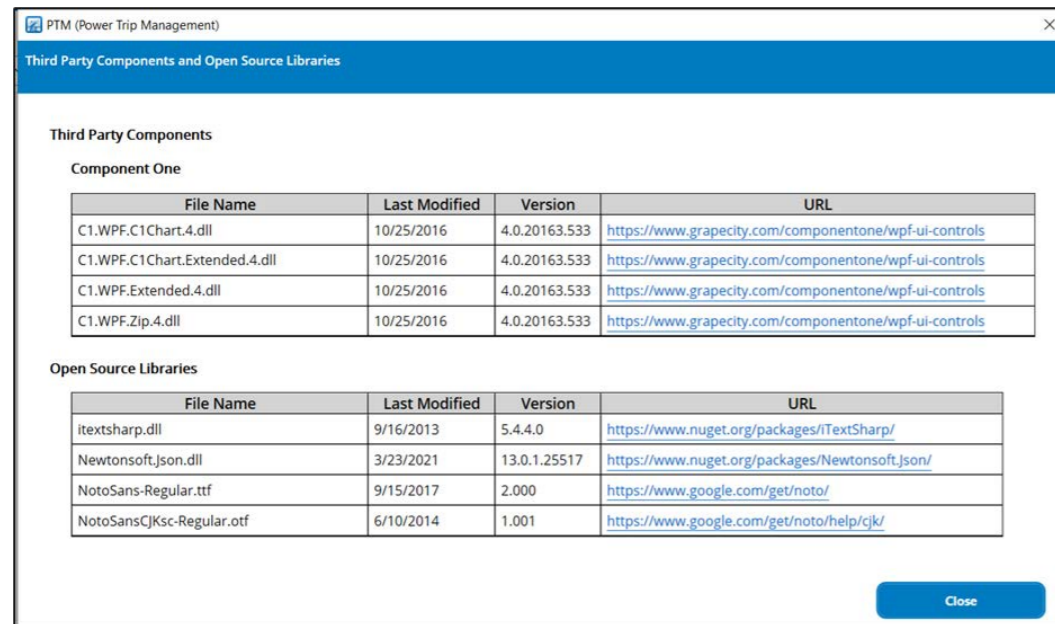 PTM (Power Trip Management)
Third Party Components and Open Source Libraries
Third Party Components
Component One
File Name Last Modified Version URL
C1.WPF.C1Chart.4.dll 10/25/2016 4.0.20163.533 https://www.grapecity.com/componentone/wpf-ui-controls
C1.WPF.C1Chart.Extended.4.dll 10/25/2016 4.0.20163.533 https://www.grapecity.com/componentone/wpf-ui-controls
C1.WPF.Extended.4.dll 10/25/2016 4.0.20163.533 https://www.grapecity.com/componentone/wpf-ui-controls
C1.WPF.Zip.4.dll 10/25/2016 4.0.20163.533 https://www.grapecity.com/componentone/wpf-ui-controls
Open Source Libraries
File Name Last Modified Version URL
itextsharp.dll 9/16/2013 5.4.4.0 https://www.nuget.org/packages/iTextSharp/
Newtonsoft.Json.dll 3/23/2021 13.0.1.25517 https://www.nuget.org/packages/Newtonsoft.Json/
NotoSans-Regular.ttf 9/15/2017 2.000 https://www.google.com/get/noto/
NotoSansCJKsc-Regular.otf 6/10/2014 1.001 https://www.google.com/get/noto/help/cjk/
Close